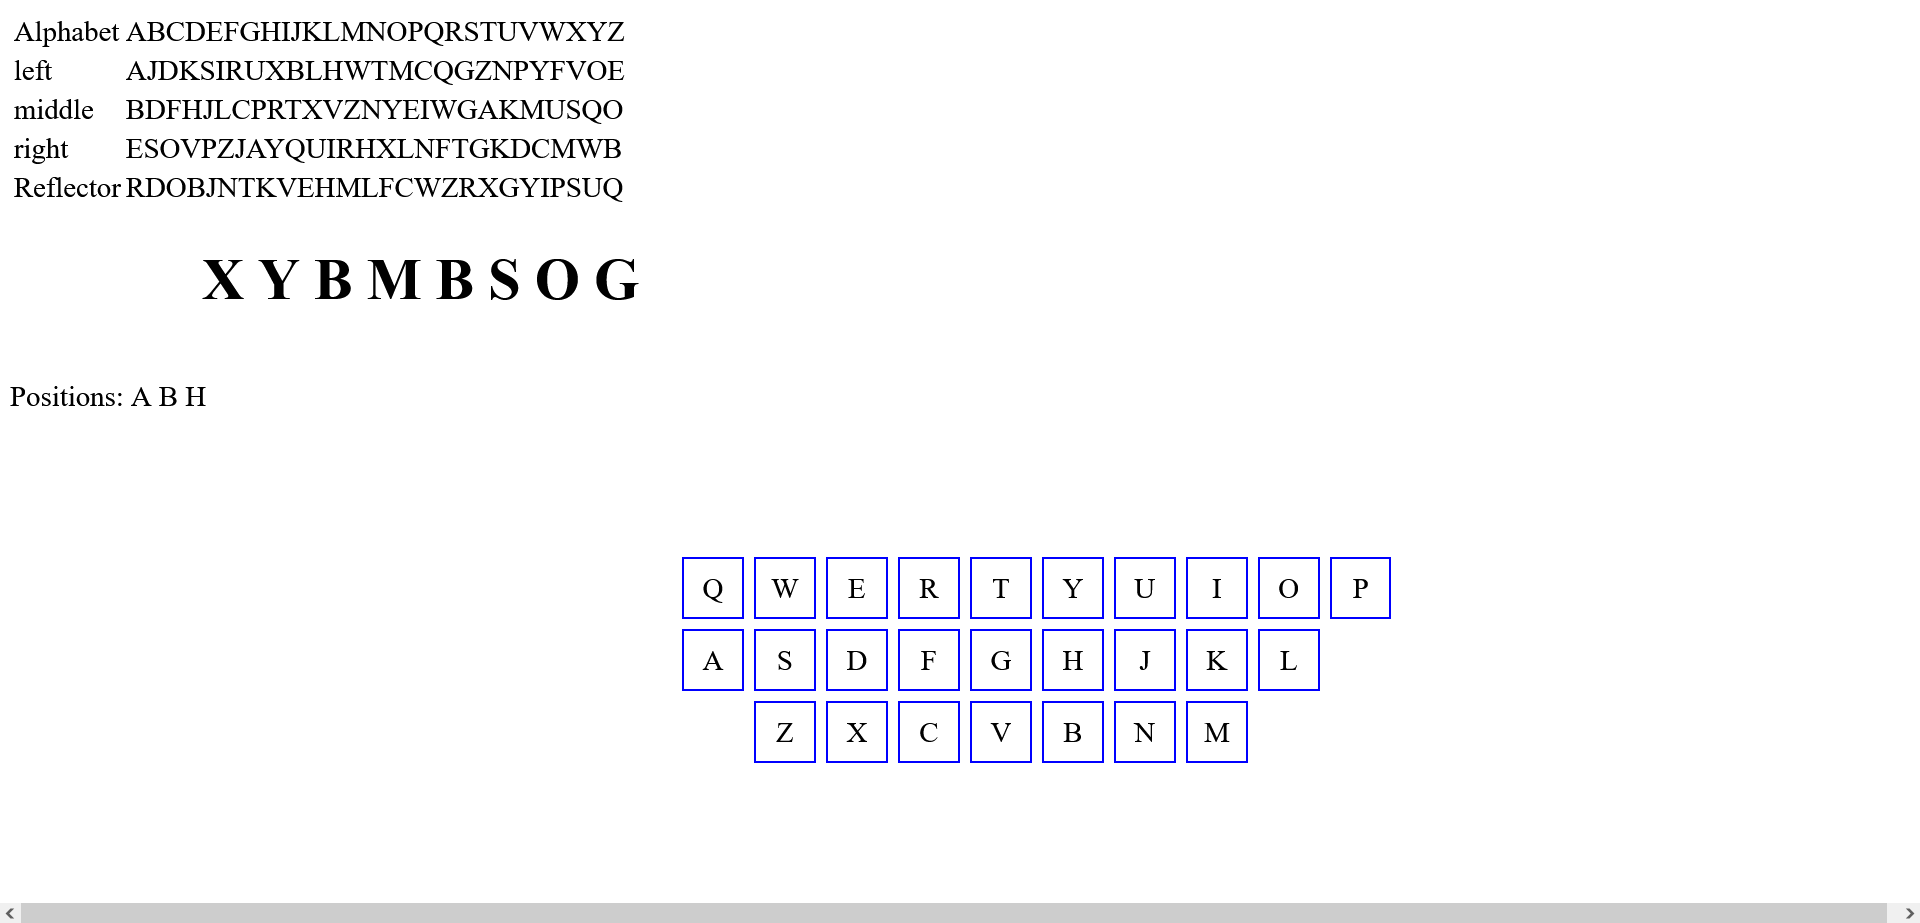 Alphabet ABCDEFGHIJKLMNOPQRSTUVWXYZ
left AJDKSIRUXBLHWTMCQGZNPYFVOE
middle BDFHJLCPRTXVZNYEIWGAKMUSQO
right ESOVPZJAYQUIRHXLNFTGKDCMWB
Reflector RDOBJNTKVEHMLFCWZRXGYIPSUQ
X Y B M B S O G
Positions: A B H
Q W E R T Y U I O P
A S D F G H J K L
Z X C V B N M